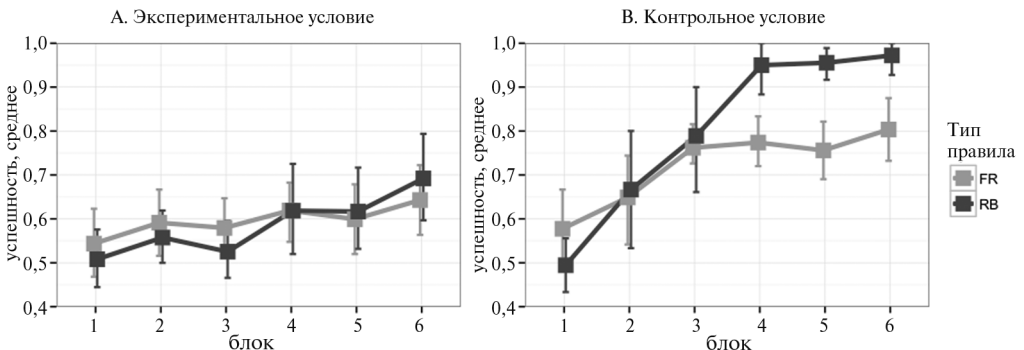 А. Экспериментальное условие
успешность, среднее
1,0
0,9
0,8
0,7
0,6
0,5
0,4
1 2 3 4 5 6
блок
В. Контрольное условие
успешность, среднее
1,0
0,9
0,8
0,7
0,6
0,5
0,4
1 2 3 4 5 6
блок
Тип
правила
FR
RB